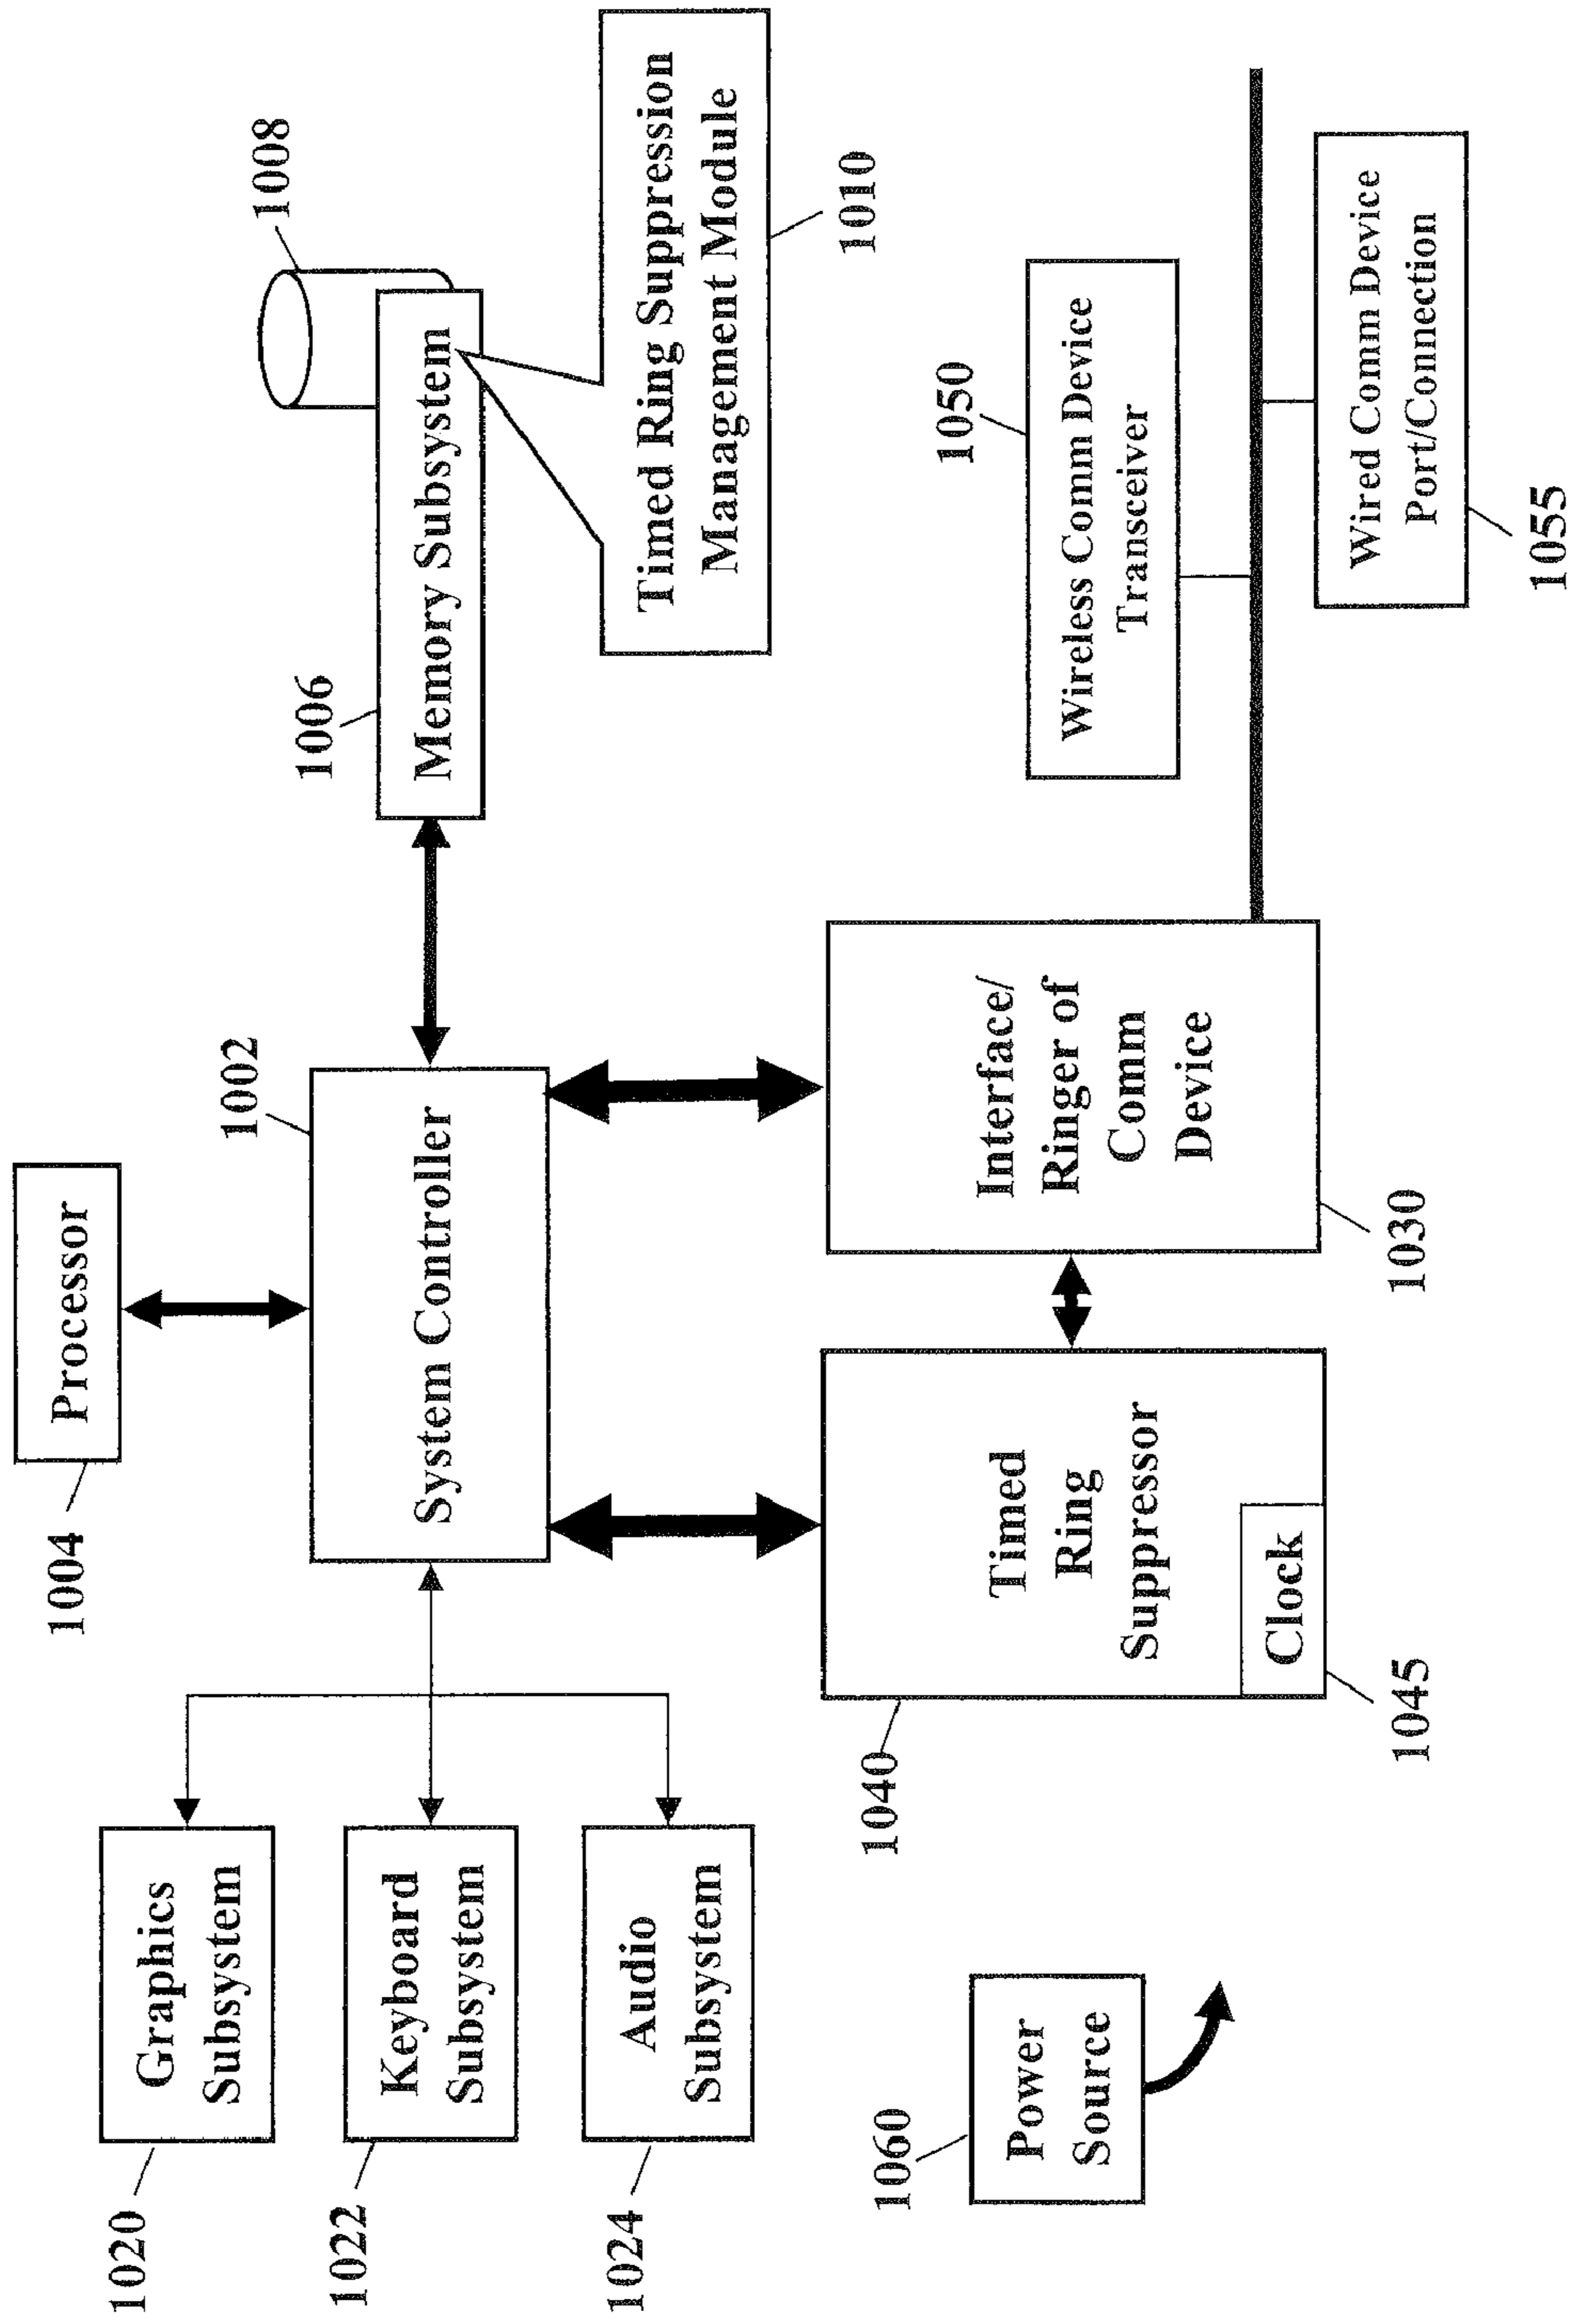 1004
Processor
1002
System Controller
1008
1006
Memory Subsystem
Timed Ring Suppression
Management Module
1010
1020
Graphics
Subsystem
1022
Keyboard
Subsystem
1024
Audio
Subsystem
1040
Timed
Ring
Suppressor
Clock
1045
Interface/
Ringer of
Comm
Device
1030
1050
Wireless Comm Device
Transceiver
Wired Comm Device
Port/Connection
1055
1060
Power
Source